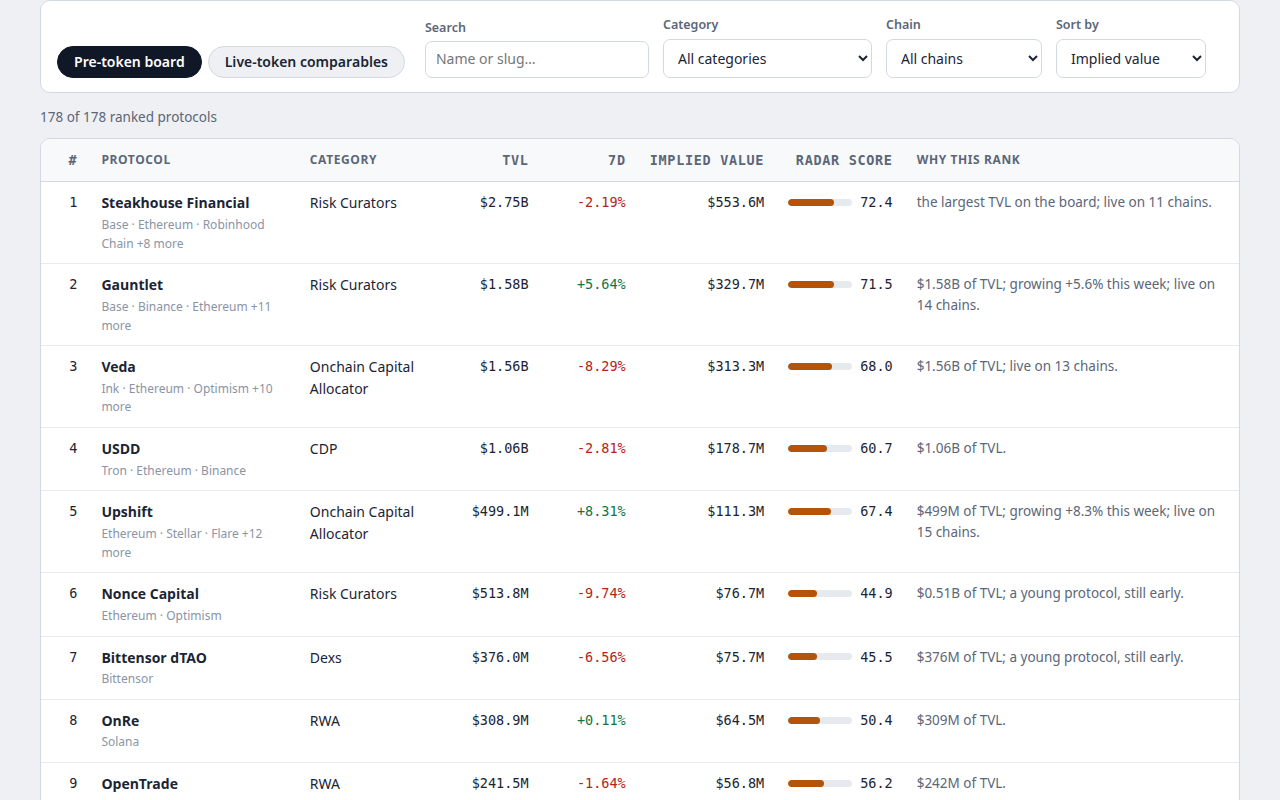 Pre-token board
Live-token comparables
Search
Name or slug...
Category
All categories
Chain
All chains
Sort by
Implied value
178 of 178 ranked protocols
# PROTOCOL CATEGORY TVL 7D IMPLIED VALUE RADAR SCORE WHY THIS RANK
1 Steakhouse Financial Risk Curators $2.75B -2.19% $553.6M 72.4 the largest TVL on the board; live on 11 chains.
Base · Ethereum · Robinhood
Chain +8 more
2 Gauntlet Risk Curators $1.58B +5.64% $329.7M 71.5 $1.58B of TVL; growing +5.6% this week; live on
14 chains.
Base · Binance · Ethereum +11
more
3 Veda Onchain Capital $1.56B -8.29% $313.3M 68.0 $1.56B of TVL; live on 13 chains.
Allocator
Ink · Ethereum · Optimism +10
more
4 USDD CDP $1.06B -2.81% $178.7M 60.7 $1.06B of TVL.
Tron · Ethereum · Binance
5 Upshift Onchain Capital $499.1M +8.31% $111.3M 67.4 $499M of TVL; growing +8.3% this week; live on
Allocator
15 chains.
Ethereum · Stellar · Flare +12
more
6 Nonce Capital Risk Curators $513.8M -9.74% $76.7M 44.9 $0.51B of TVL; a young protocol, still early.
Ethereum · Optimism
7 Bittensor dTAO Dexs $376.0M -6.56% $75.7M 45.5 $376M of TVL; a young protocol, still early.
Bittensor
8 OnRe RWA $308.9M +0.11% $64.5M 50.4 $309M of TVL.
Solana
9 OpenTrade RWA $241.5M -1.64% $56.8M 56.2 $242M of TVL.